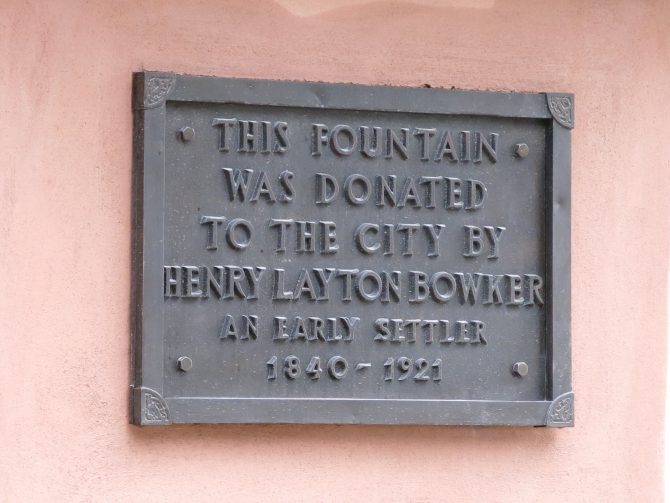 THIS FOUNTAIN
WAS DONATED
TO THE CITY BY
HENRY LAYTON BOWKER
AN EARLY SETTLER
1840 - 1921